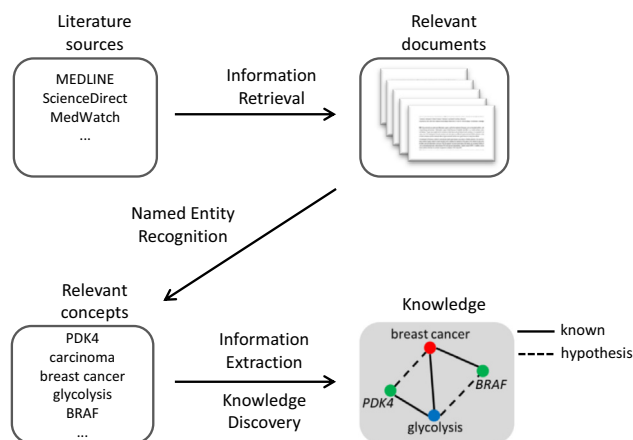 Literature
sources
MEDLINE
ScienceDirect
MedWatch
...
Information
Retrieval
Relevant
documents
Named Entity
Recognition
Relevant
concepts
PDK4
carcinoma
breast cancer
glycolysis
BRAF
...
Information
Extraction
Knowledge
Discovery
Knowledge
breast cancer
BRAF
PDK4
glycolysis
known
hypothesis